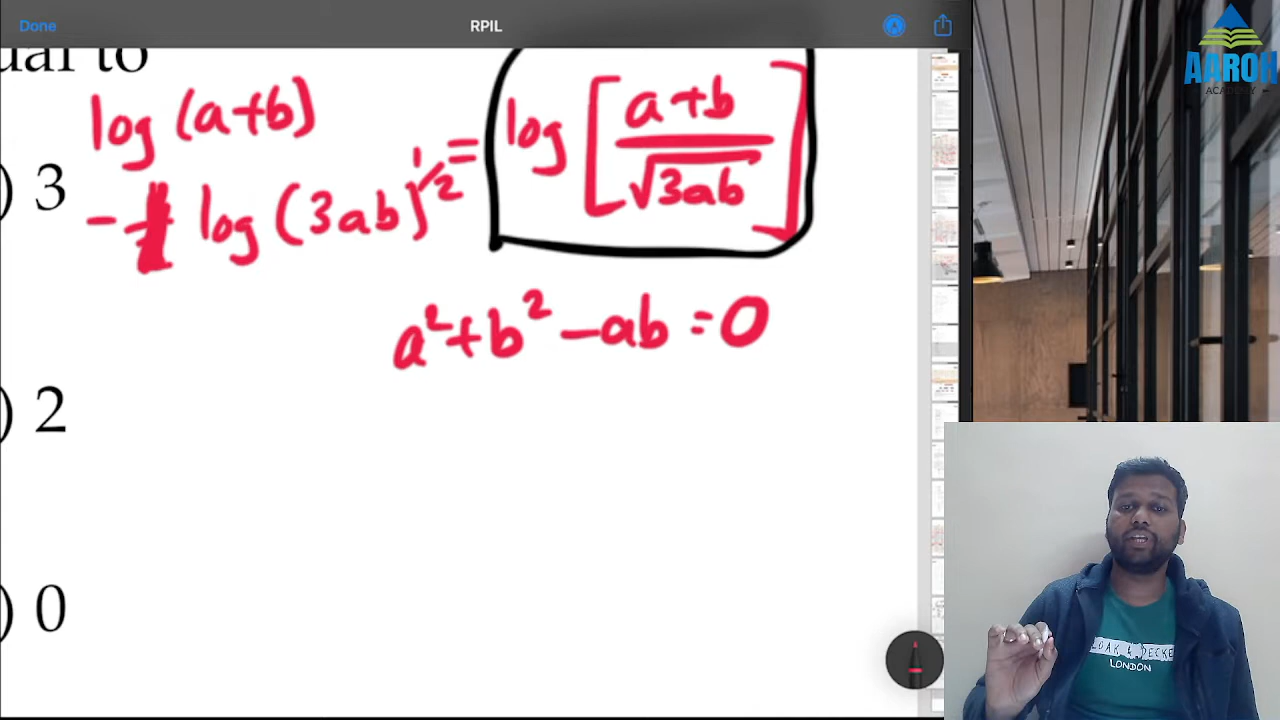 Done RPIL
ual to
log (a+b)
) 3
- log (3ab)^1/2 = log [a+b / √3ab]
a² + b² - ab = 0
) 2
) 0
AAROH
ACADEMY
LONDON